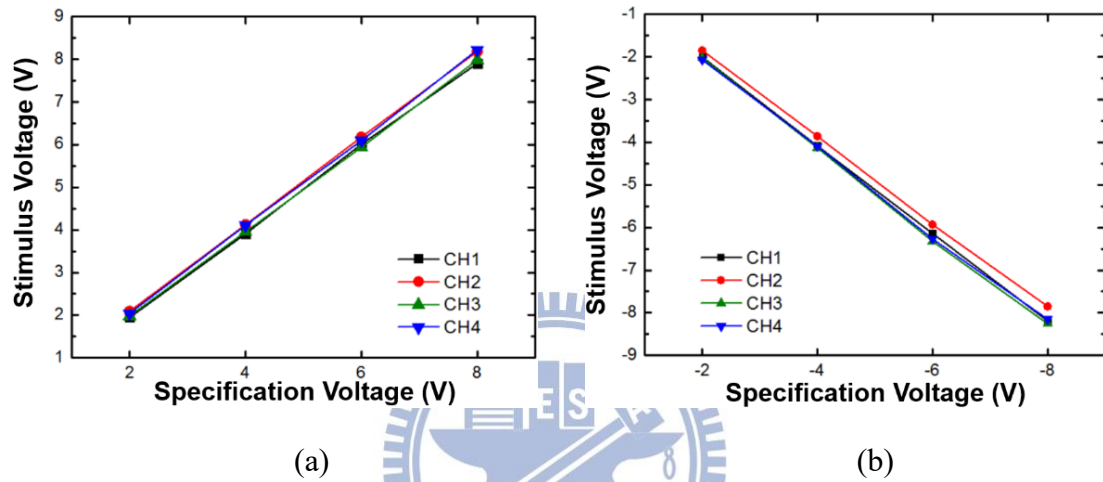 9
8
7
6
5
4
3
2
1
Stimulus Voltage (V)
CH1
CH2
CH3
CH4
2 4 6 8
Specification Voltage (V)
(a)
-1
-2
-3
-4
-5
-6
-7
-8
-9
Stimulus Voltage (V)
CH1
CH2
CH3
CH4
-2 -4 -6 -8
Specification Voltage (V)
(b)
E S
8